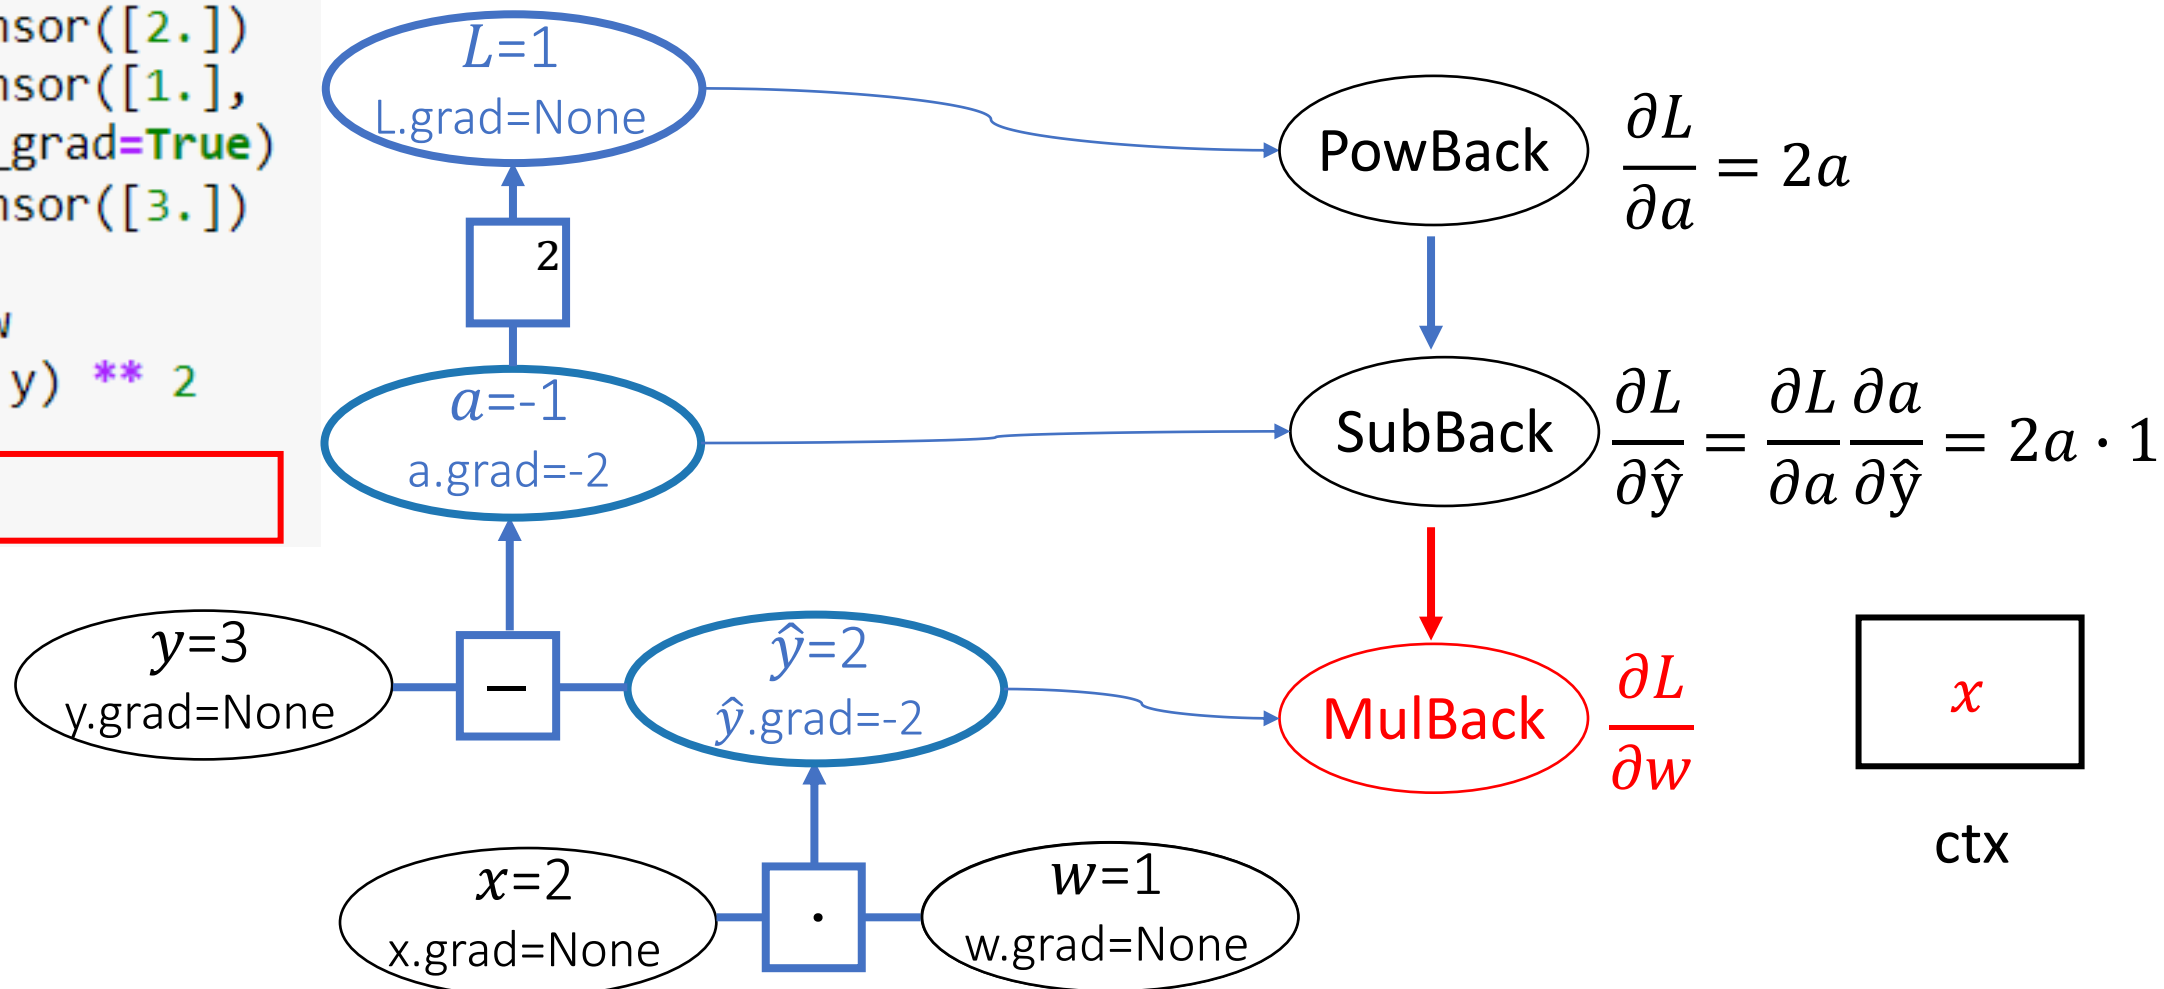 nsor([2.])
nsor([1.],
_grad=True)
nsor([3.])
w
y) ** 2
L=1
L.grad=None
2
a=-1
a.grad=-2
y=3
y.grad=None
−
ŷ=2
ŷ.grad=-2
x=2
x.grad=None
·
w=1
w.grad=None
PowBack
∂L/∂a = 2a
SubBack
∂L/∂ŷ = ∂L/∂a ∂a/∂ŷ = 2a · 1
MulBack
∂L/∂w
x
ctx